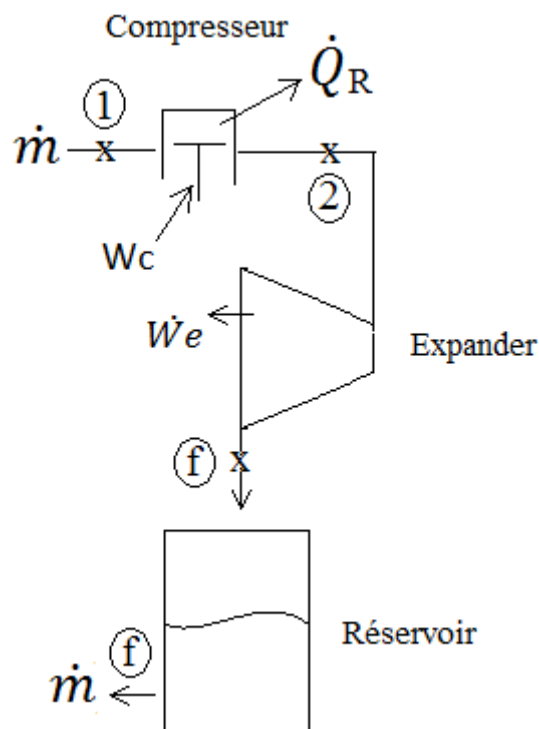 Compresseur
Q̇R
①
ṁ x x
②
Wc
Ẇe
Expander
ⓕ x
Réservoir
ⓕ
ṁ